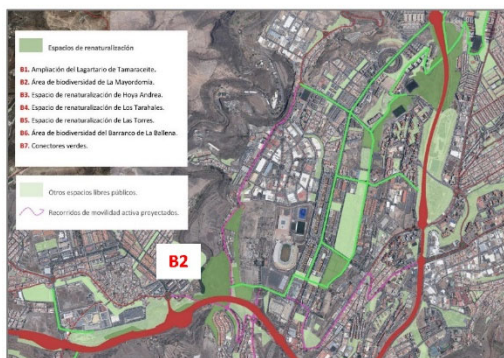 Espacios de renaturalización
B1. Ampliación del Lagartario de Tamaraceite.
B2. Área de biodiversidad de La Mayordomía.
B3. Espacio de renaturalización de Hoya Andrea.
B4. Espacio de renaturalización de Los Tarahales.
B5. Espacio de renaturalización de Las Torres.
B6. Área de biodiversidad del Barranco de La Ballena.
B7. Conectores verdes.
Otros espacios libres públicos.
Recorridos de movilidad activa proyectados.
B2